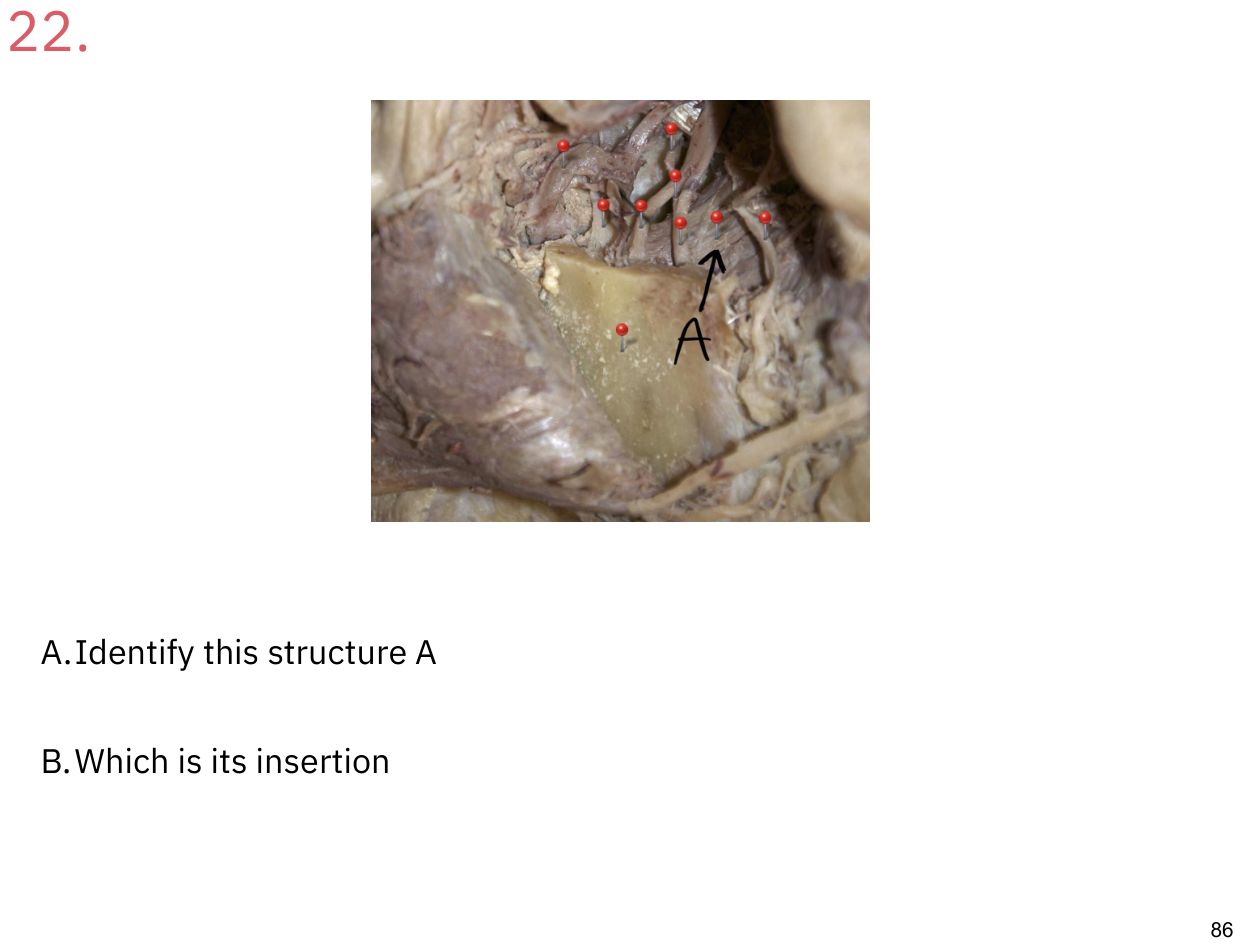 22.
A
A. Identify this structure A
B. Which is its insertion
86